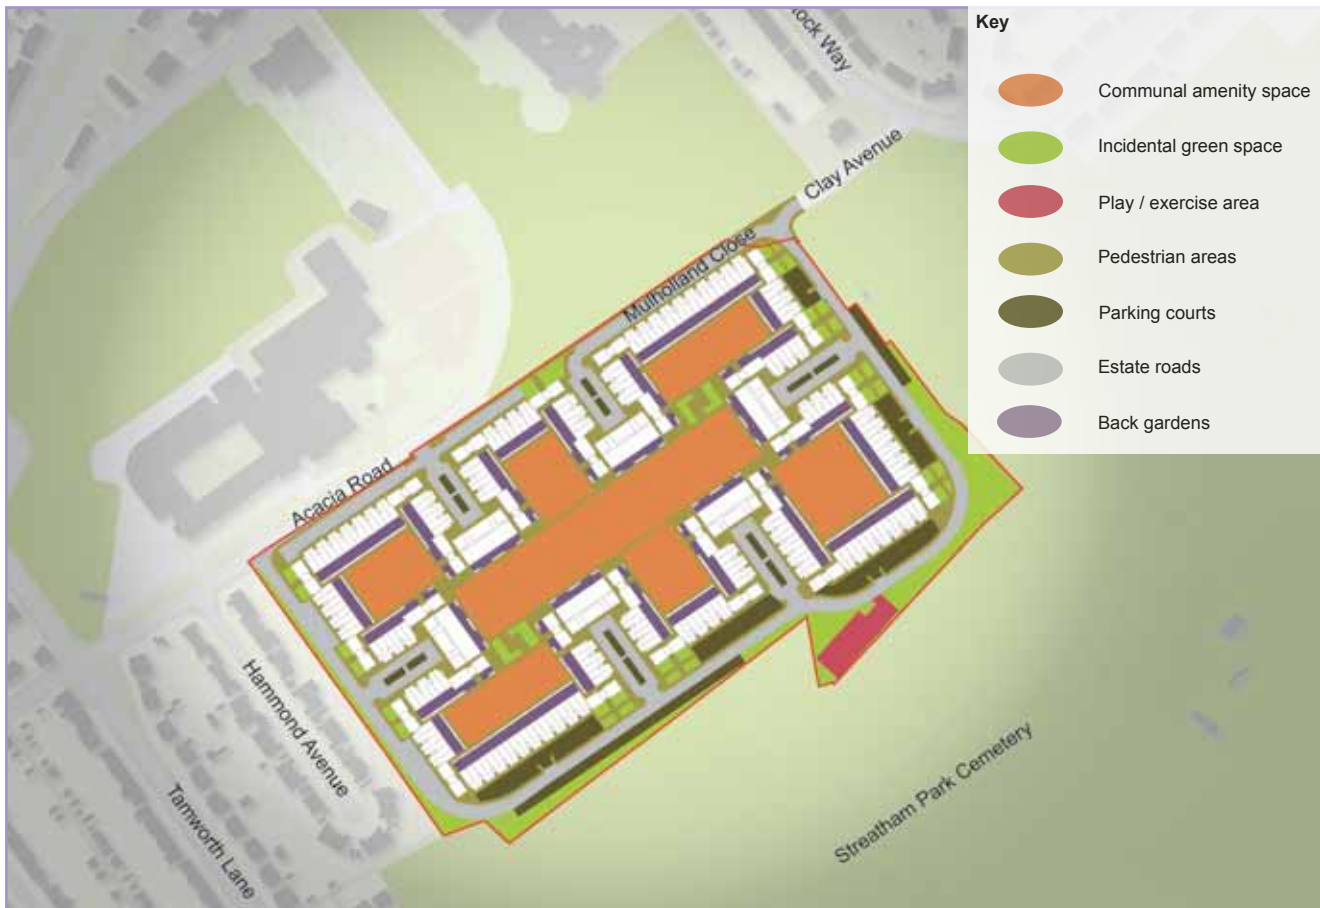 Key
Communal amenity space
Incidental green space
Play / exercise area
Pedestrian areas
Parking courts
Estate roads
Back gardens
Way
Clay Avenue
Mulholland Close
Acacia Road
Hammond Avenue
Tamworth Lane
Streatham Park Cemetery